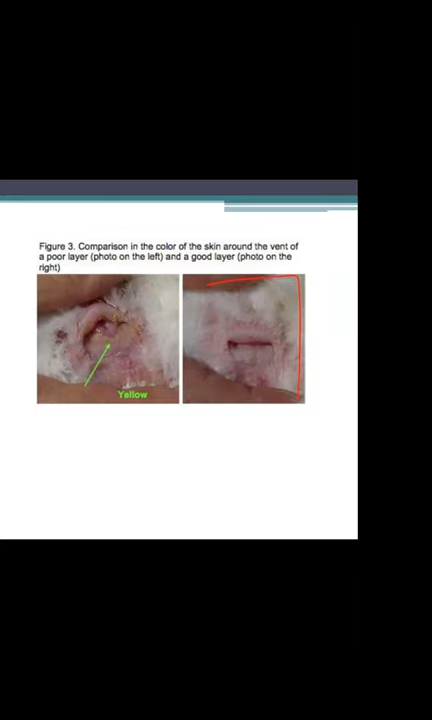 Figure 3. Comparison in the color of the skin around the vent of
a poor layer (photo on the left) and a good layer (photo on the
right)
Yellow